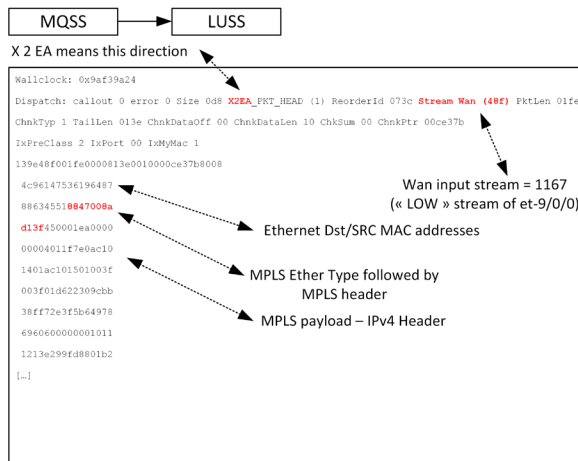 MQSS
LUSS
X 2 EA means this direction
Wallclock: 0x9af39a24
Dispatch: callout 0 error 0 Size 0d8 X2EA_PKT_HEAD (1) ReorderId 073c Stream Wan (48f) PktLen 01fe
ChnkTyp 1 TailLen 013e ChnkDataOff 00 ChnkDataLen 10 ChkSum 00 ChnkPtr 00ce37b
IxPreClass 2 IxPort 00 IxMyMac 1
139e48f001fe0000813e0010000ce37b8008
4c96147536196487
886345518847008a
d13f450001ea0000
00004011f7e0ac10
1401ac101501003f
003f01d622309cbb
38ff72e3f5b64978
6960600000001011
1213e299fd8801b2
[...]
Wan input stream = 1167
(« LOW » stream of et-9/0/0)
Ethernet Dst/SRC MAC addresses
MPLS Ether Type followed by
MPLS header
MPLS payload – IPv4 Header